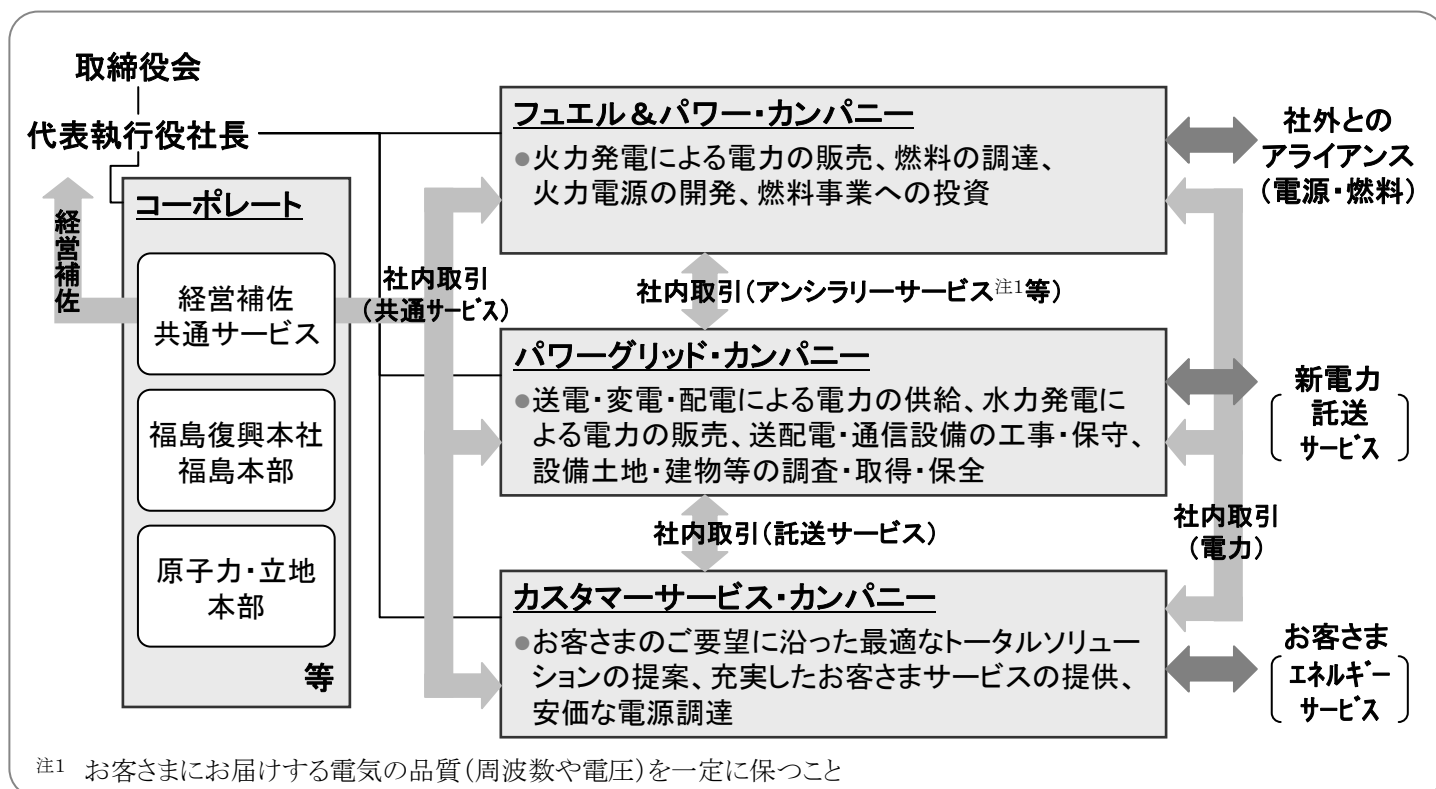 取締役会
代表執行役社長
経営補佐
コーポレート
経営補佐
共通サービス
福島復興本社
福島本部
原子力・立地
本部
等
社内取引
(共通サービス)
フュエル&パワー・カンパニー
●火力発電による電力の販売、燃料の調達、
火力電源の開発、燃料事業への投資
社内取引(アンシラリーサービス注1等)
パワーグリッド・カンパニー
●送電・変電・配電による電力の供給、水力発電に
よる電力の販売、送配電・通信設備の工事・保守、
設備土地・建物等の調査・取得・保全
社内取引(託送サービス)
カスタマーサービス・カンパニー
●お客さまのご要望に沿った最適なトータルソリュー
ションの提案、充実したお客さまサービスの提供、
安価な電源調達
社外との
アライアンス
(電源・燃料)
新電力
託送
サービス
社内取引
(電力)
お客さま
エネルギー
サービス
注1 お客さまにお届けする電気の品質(周波数や電圧)を一定に保つこと